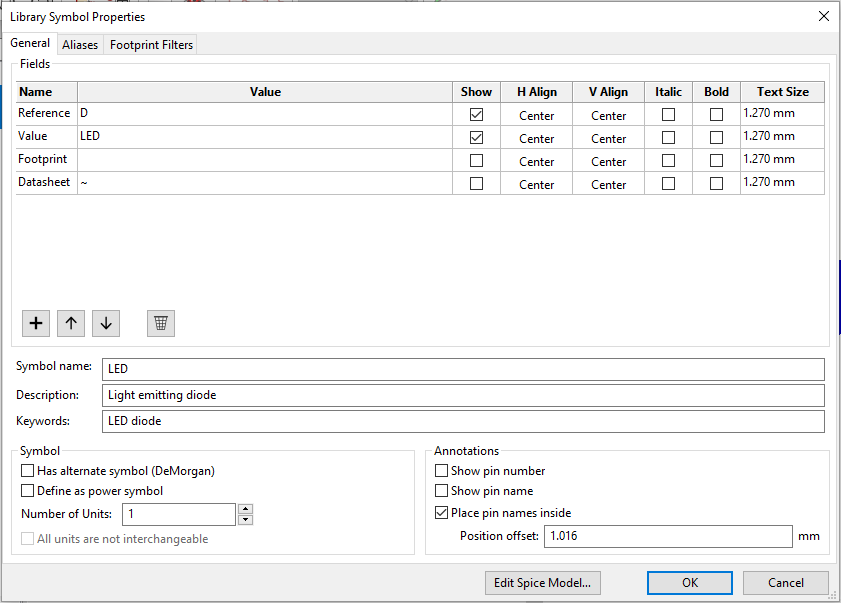 Library Symbol Properties
General Aliases Footprint Filters
Fields
Name Value Show H Align V Align Italic Bold Text Size
Reference D Center Center 1.270 mm
Value LED Center Center 1.270 mm
Footprint Center Center 1.270 mm
Datasheet ~ Center Center 1.270 mm
Symbol name: LED
Description: Light emitting diode
Keywords: LED diode
Symbol
Has alternate symbol (DeMorgan)
Define as power symbol
Number of Units: 1
All units are not interchangeable
Annotations
Show pin number
Show pin name
Place pin names inside
Position offset: 1.016 mm
Edit Spice Model... OK Cancel